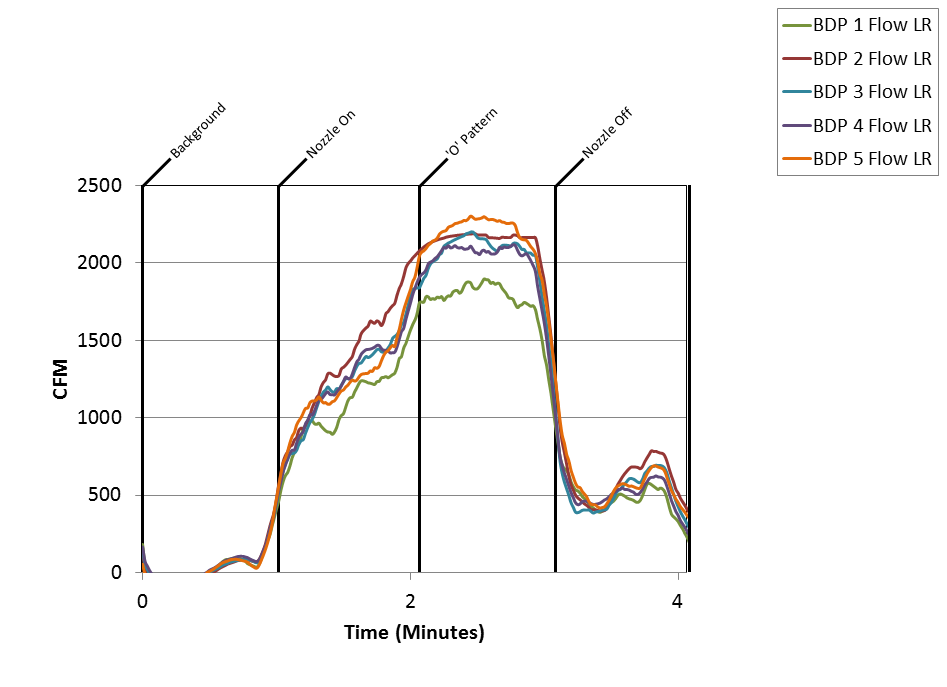 BDP 1 Flow LR
BDP 2 Flow LR
BDP 3 Flow LR
BDP 4 Flow LR
BDP 5 Flow LR
Background
Nozzle On
'O' Pattern
Nozzle Off
2500
2000
1500
1000
500
0
CFM
0
2
4
Time (Minutes)